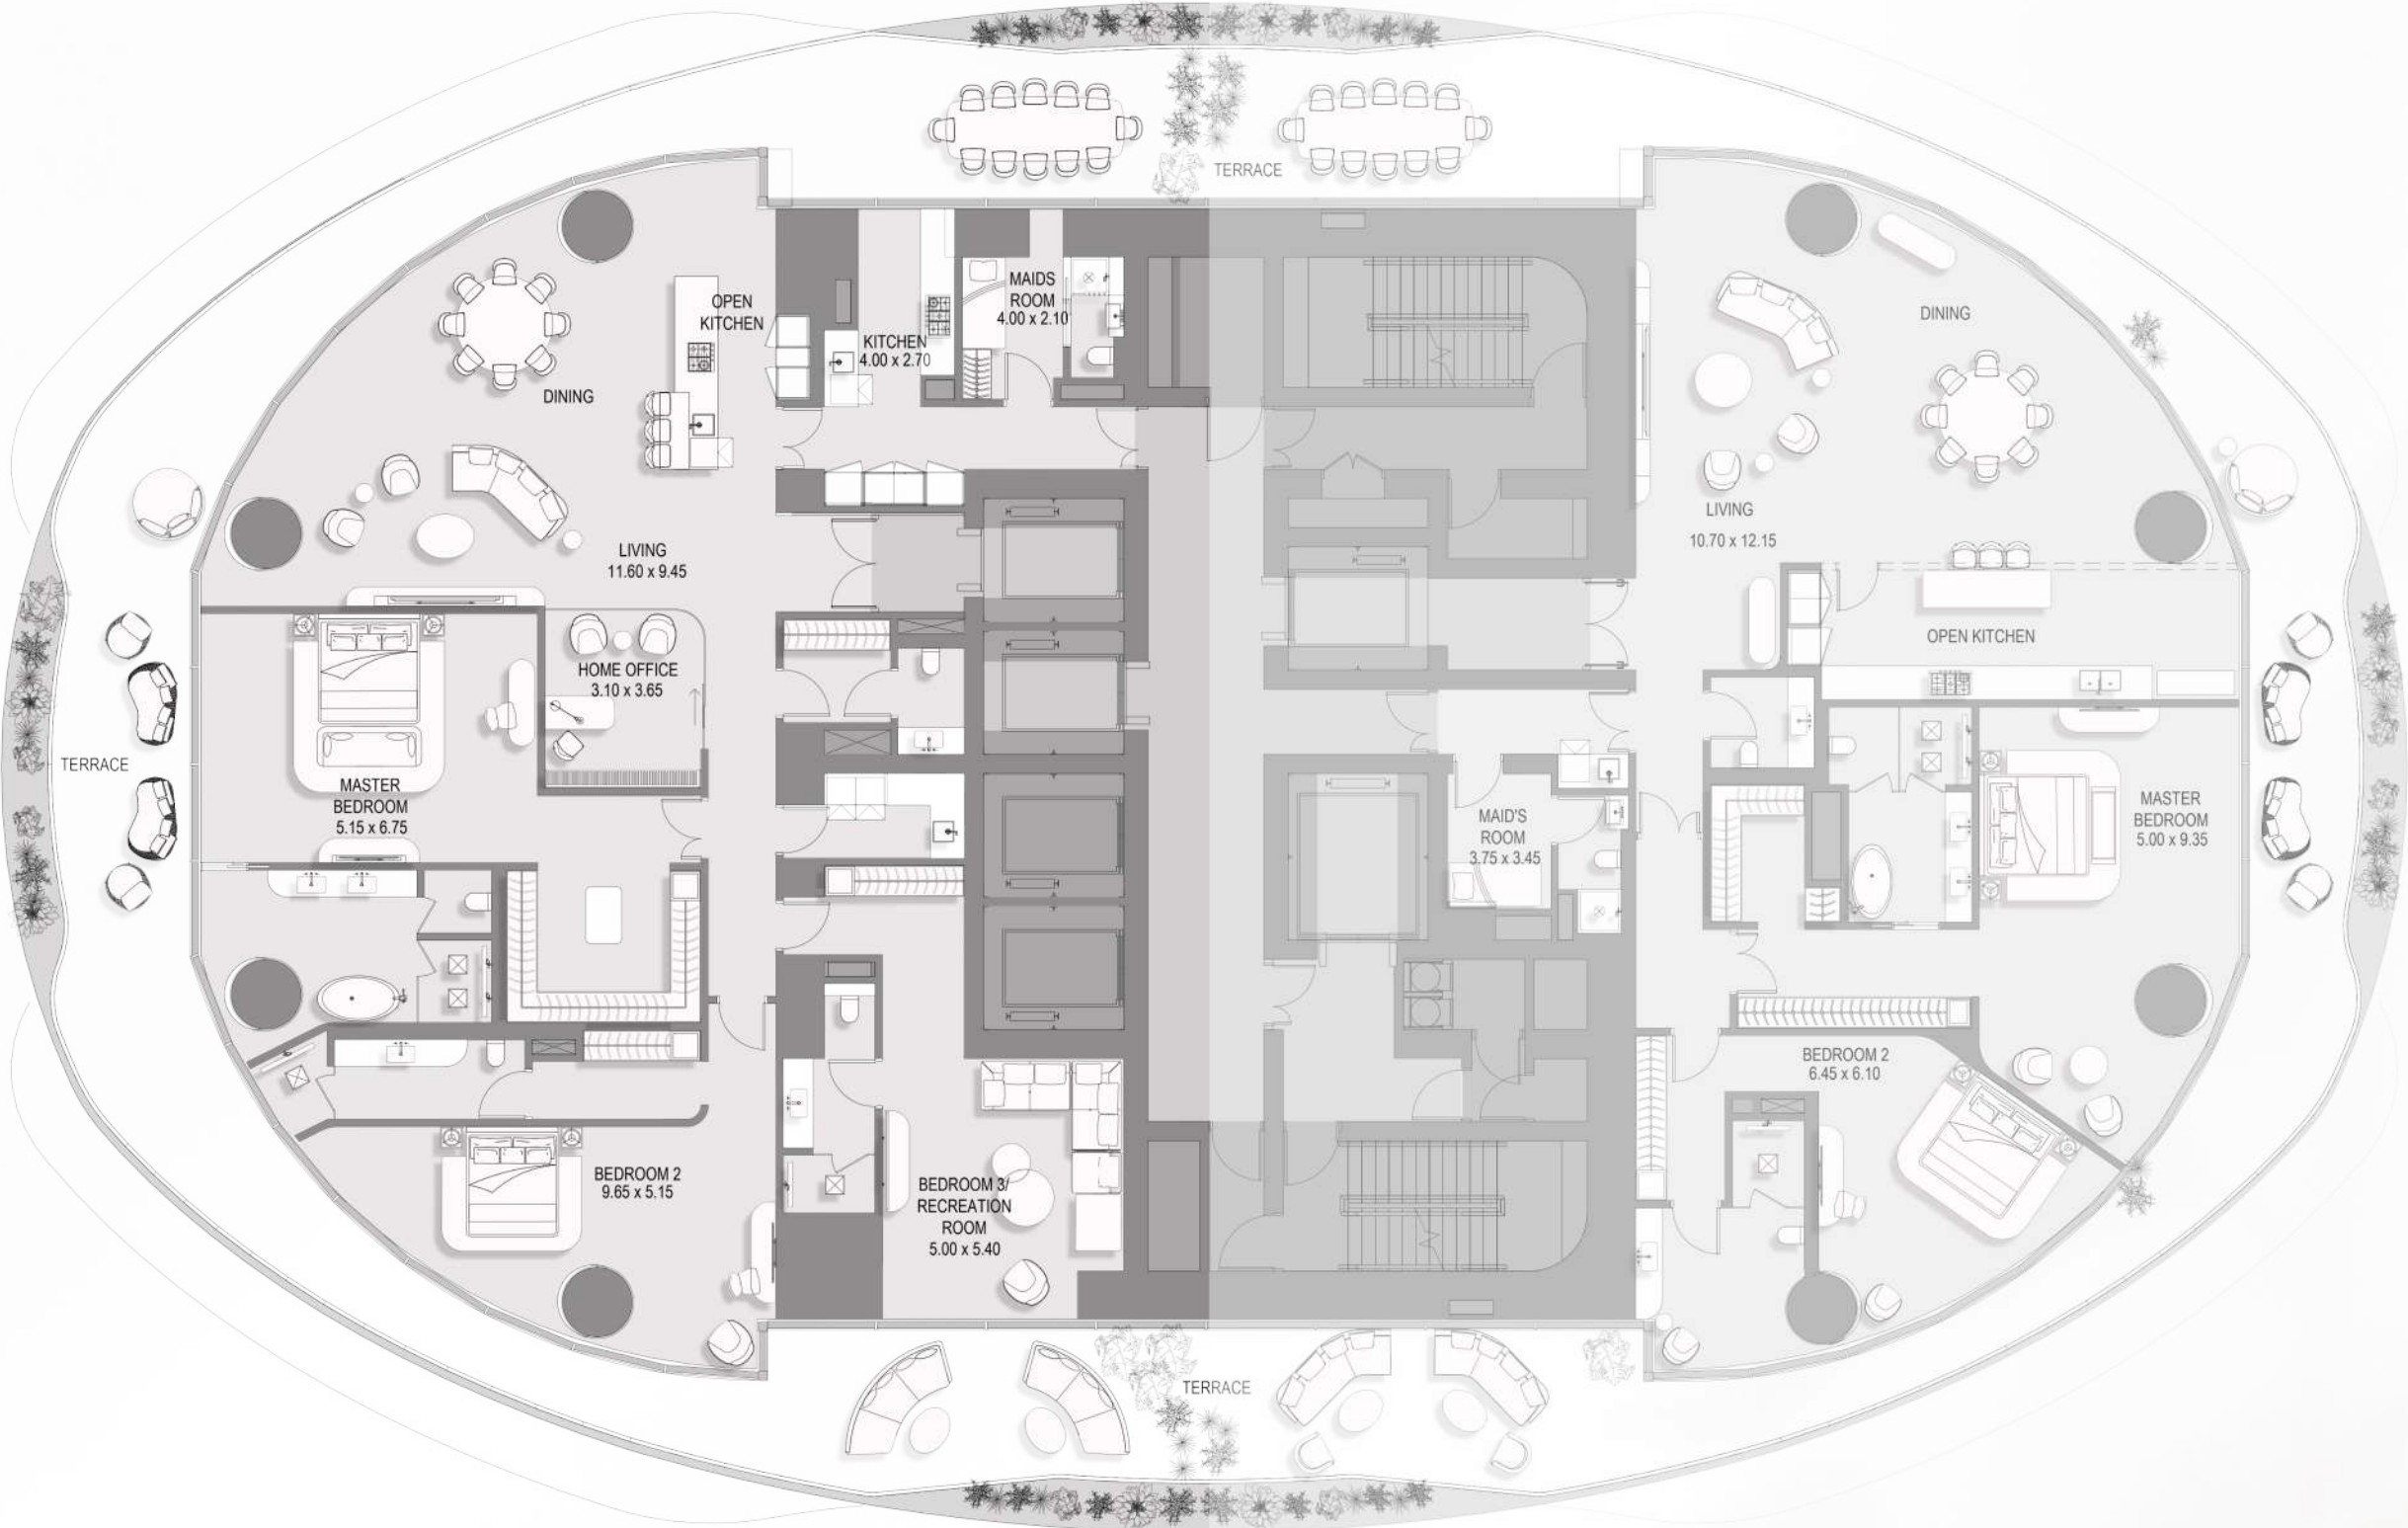 TERRACE
OPEN
KITCHEN
MAIDS
ROOM
4.00 x 2.10
KITCHEN
4.00 x 2.70
DINING
LIVING
11.60 x 9.45
HOME OFFICE
3.10 x 3.65
TERRACE
MASTER
BEDROOM
5.15 x 6.75
BEDROOM 2
9.65 x 5.15
BEDROOM 3/
RECREATION
ROOM
5.00 x 5.40
DINING
LIVING
10.70 x 12.15
OPEN KITCHEN
MAID'S
ROOM
3.75 x 3.45
MASTER
BEDROOM
5.00 x 9.35
BEDROOM 2
6.45 x 6.10
TERRACE